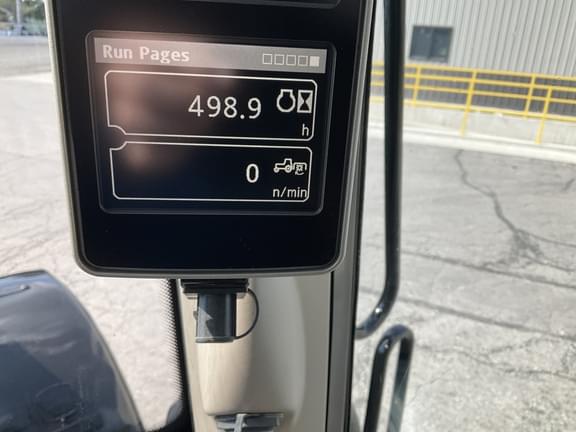 Run Pages
498.9
h
0
n/min